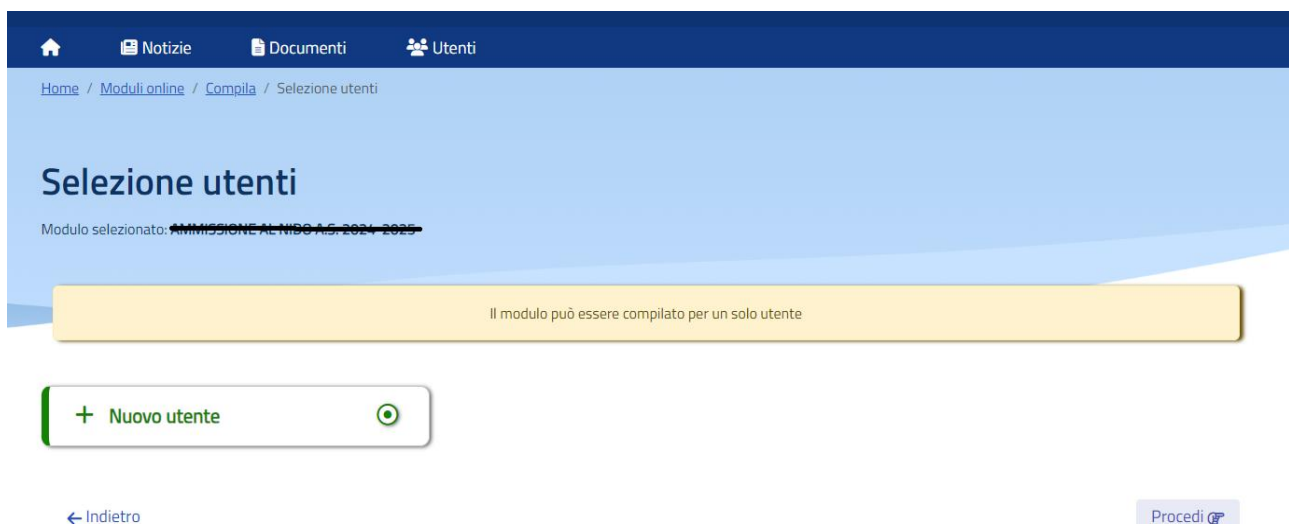 Notizie Documenti Utenti
Home / Moduli online / Compila / Selezione utenti
Selezione utenti
Modulo selezionato: AMMISSIONE AL NIDO A.S. 2024-2025
Il modulo può essere compilato per un solo utente
+ Nuovo utente
Indietro
Procedi